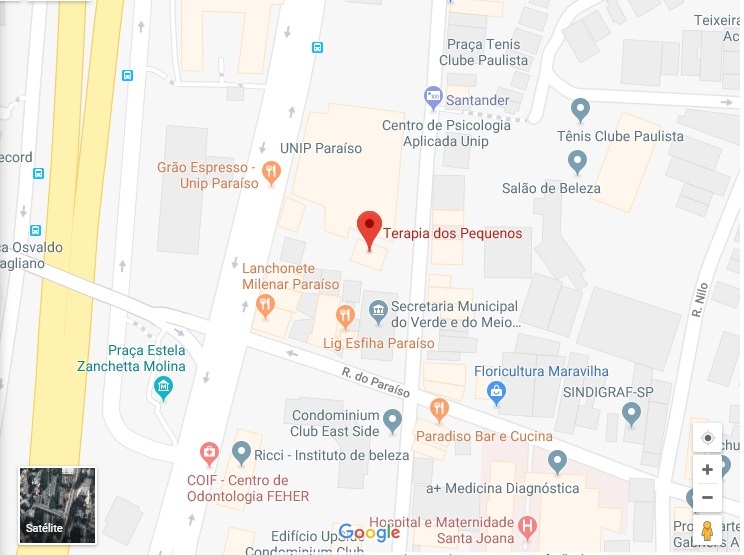 Teixeira
Ac
Praça Tenis
Clube Paulista
Santander
Centro de Psicologia
Aplicada Unip
Tênis Clube Paulista
UNIP Paraíso
ecord
Grão Espresso -
Unip Paraíso
Salão de Beleza
Terapia dos Pequenos
ça Osvaldo
agliano
Lanchonete
Milenar Paraíso
Secretaria Municipal
do Verde e do Meio...
R. Nilo
Lig Esfiha Paraíso
Praça Estela
Zanchetta Molina
R. do Paraíso
Floricultura Maravilha
SINDIGRAF-SP
Condominium
Club East Side
Paradiso Bar e Cucina
Ricci - Instituto de beleza
COIF - Centro de
Odontologia FEHER
a+ Medicina Diagnóstica
Satélite
Edifício Upside
Condominium Club
Google
Hospital e Maternidade
Santa Joana
Pro
arte
Gabriel